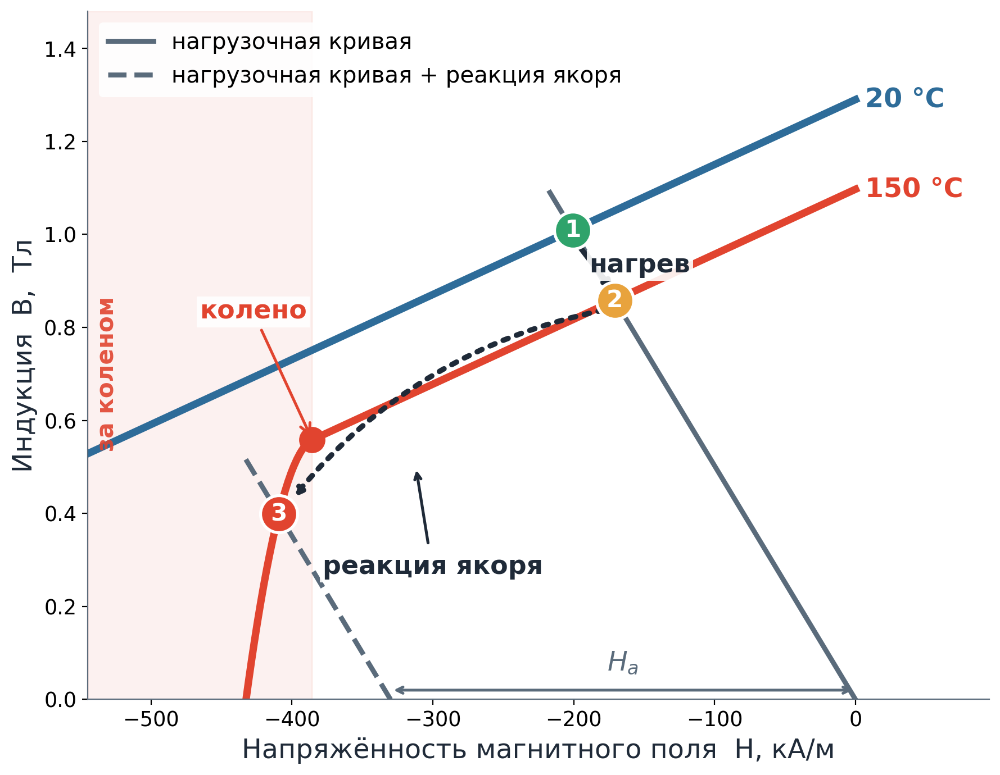 нагрузочная кривая
нагрузочная кривая + реакция якоря
1.4
1.2
1.0
0.8
0.6
0.4
0.2
0.0
Индукция B, Тл
за коленом
20 °C
150 °C
1
нагрев
2
колено
3
реакция якоря
Hₐ
−500
−400
−300
−200
−100
0
Напряжённость магнитного поля H, кА/м